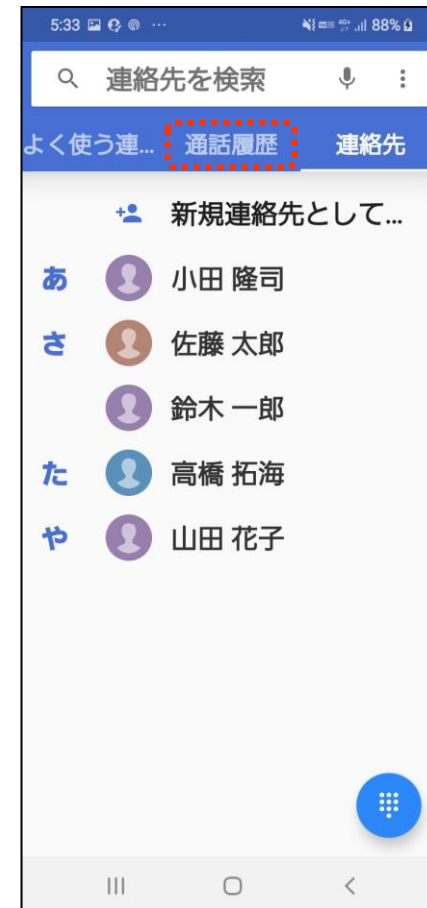 5:33 ... 88%
連絡先を検索
よく使う連... 通話履歴 連絡先
新規連絡先として...
あ 小田 隆司
さ 佐藤 太郎
鈴木 一郎
た 高橋 拓海
や 山田 花子